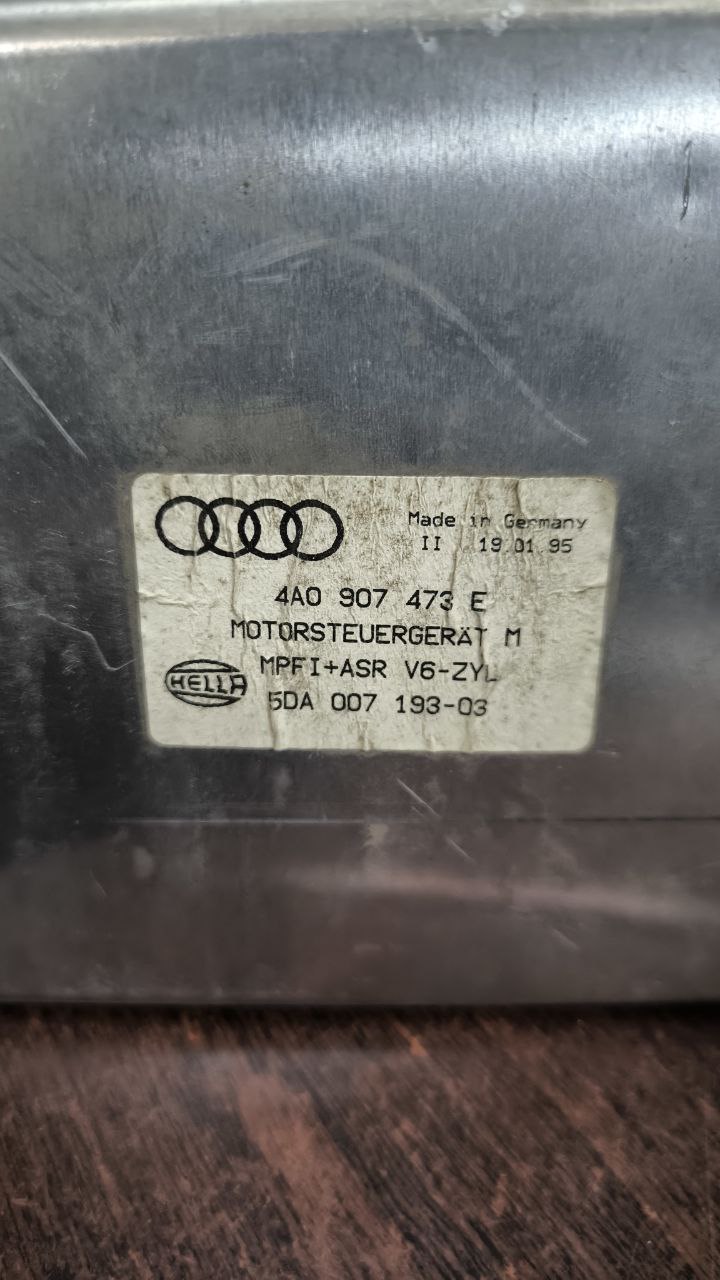 Made in Germany
II 19.01.95
4A0 907 473 E
MOTORSTEUERGERÄT M
MPFI+ASR V6-ZYL
HELLA
5DA 007 193-03